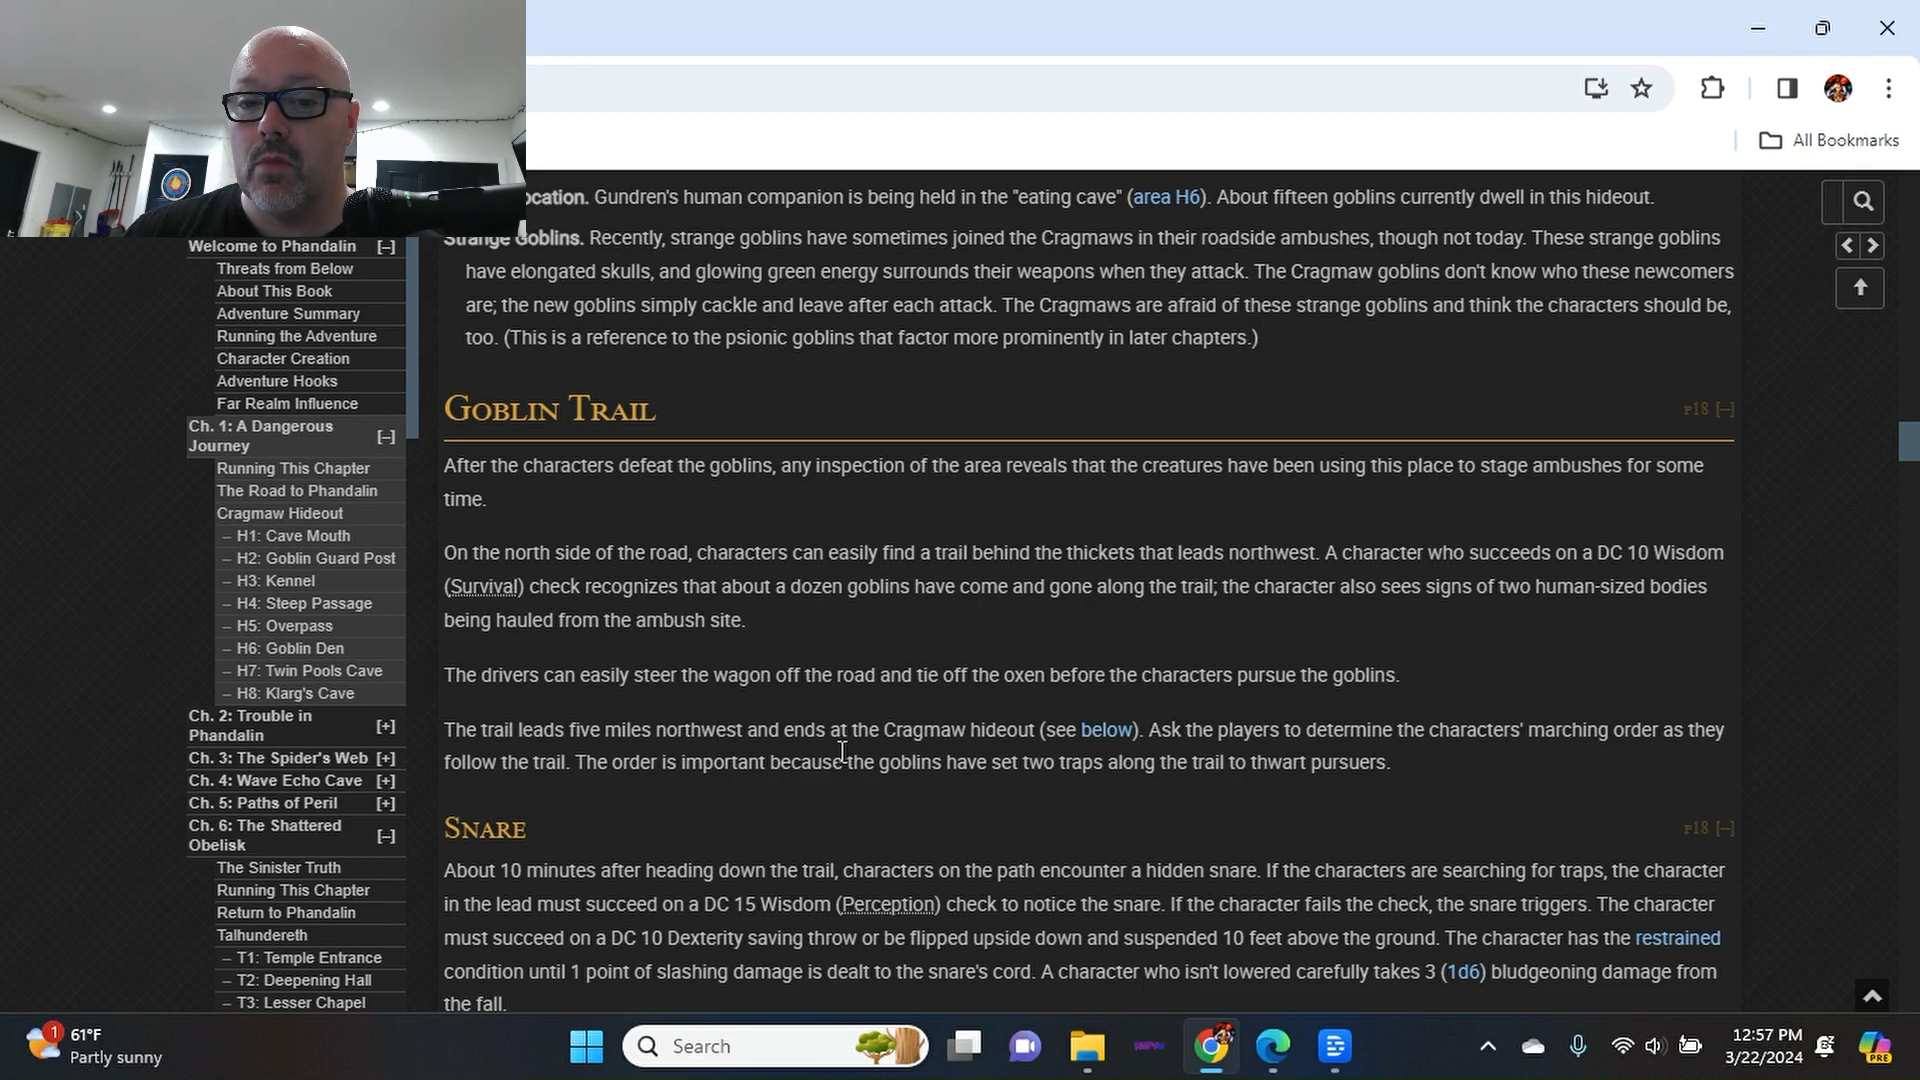 All Bookmarks
ocation. Gundren's human companion is being held in the "eating cave" (area H6). About fifteen goblins currently dwell in this hideout.
Strange Goblins. Recently, strange goblins have sometimes joined the Cragmaws in their roadside ambushes, though not today. These strange goblins
have elongated skulls, and glowing green energy surrounds their weapons when they attack. The Cragmaw goblins don't know who these newcomers
are; the new goblins simply cackle and leave after each attack. The Cragmaws are afraid of these strange goblins and think the characters should be,
too. (This is a reference to the psionic goblins that factor more prominently in later chapters.)
Welcome to Phandalin [–]
Threats from Below
About This Book
Adventure Summary
Running the Adventure
Character Creation
Adventure Hooks
Far Realm Influence
Ch. 1: A Dangerous
Journey [–]
Running This Chapter
The Road to Phandalin
Cragmaw Hideout
– H1: Cave Mouth
– H2: Goblin Guard Post
– H3: Kennel
– H4: Steep Passage
– H5: Overpass
– H6: Goblin Den
– H7: Twin Pools Cave
– H8: Klarg's Cave
Ch. 2: Trouble in
Phandalin [+]
Ch. 3: The Spider's Web [+]
Ch. 4: Wave Echo Cave [+]
Ch. 5: Paths of Peril [+]
Ch. 6: The Shattered
Obelisk [–]
The Sinister Truth
Running This Chapter
Return to Phandalin
Talhundereth
– T1: Temple Entrance
– T2: Deepening Hall
– T3: Lesser Chapel
Goblin Trail p18 [–]
After the characters defeat the goblins, any inspection of the area reveals that the creatures have been using this place to stage ambushes for some
time.
On the north side of the road, characters can easily find a trail behind the thickets that leads northwest. A character who succeeds on a DC 10 Wisdom
(Survival) check recognizes that about a dozen goblins have come and gone along the trail; the character also sees signs of two human-sized bodies
being hauled from the ambush site.
The drivers can easily steer the wagon off the road and tie off the oxen before the characters pursue the goblins.
The trail leads five miles northwest and ends at the Cragmaw hideout (see below). Ask the players to determine the characters' marching order as they
follow the trail. The order is important because the goblins have set two traps along the trail to thwart pursuers.
Snare p18 [–]
About 10 minutes after heading down the trail, characters on the path encounter a hidden snare. If the characters are searching for traps, the character
in the lead must succeed on a DC 15 Wisdom (Perception) check to notice the snare. If the character fails the check, the snare triggers. The character
must succeed on a DC 10 Dexterity saving throw or be flipped upside down and suspended 10 feet above the ground. The character has the restrained
condition until 1 point of slashing damage is dealt to the snare's cord. A character who isn't lowered carefully takes 3 (1d6) bludgeoning damage from
the fall.
1
61°F
Partly sunny
Search
12:57 PM
3/22/2024
PRE